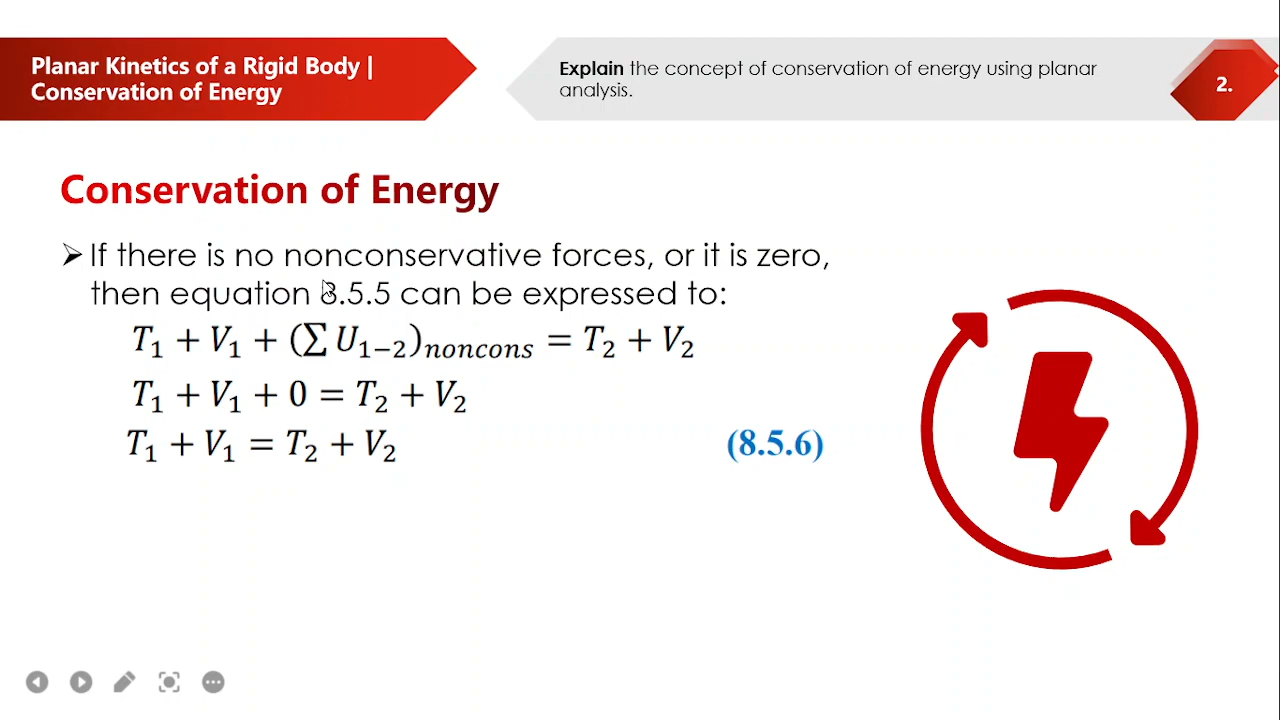 Planar Kinetics of a Rigid Body |
Conservation of Energy
Explain the concept of conservation of energy using planar
analysis.
2.
Conservation of Energy
➢ If there is no nonconservative forces, or it is zero,
then equation 8.5.5 can be expressed to:
T₁ + V₁ + (∑ U₁₋₂)noncons = T₂ + V₂
T₁ + V₁ + 0 = T₂ + V₂
T₁ + V₁ = T₂ + V₂ (8.5.6)